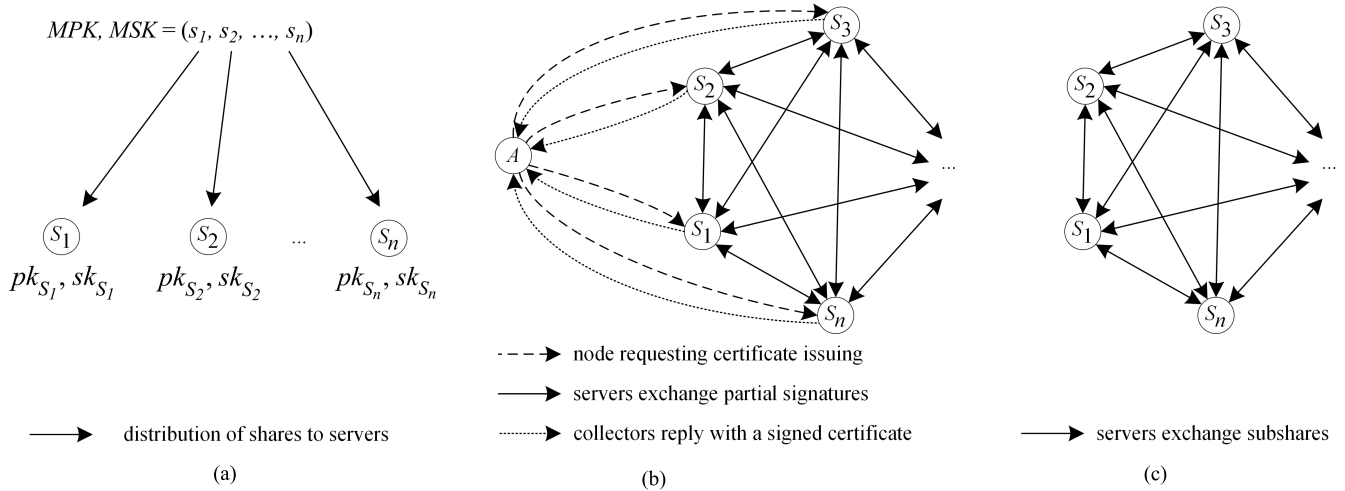 MPK, MSK = (s1, s2, ..., sn)
S1
S2
...
Sn
pkS1, skS1
pkS2, skS2
pkSn, skSn
distribution of shares to servers
(a)
S3
S2
A
...
S1
Sn
node requesting certificate issuing
servers exchange partial signatures
collectors reply with a signed certificate
(b)
S3
S2
...
S1
Sn
servers exchange subshares
(c)